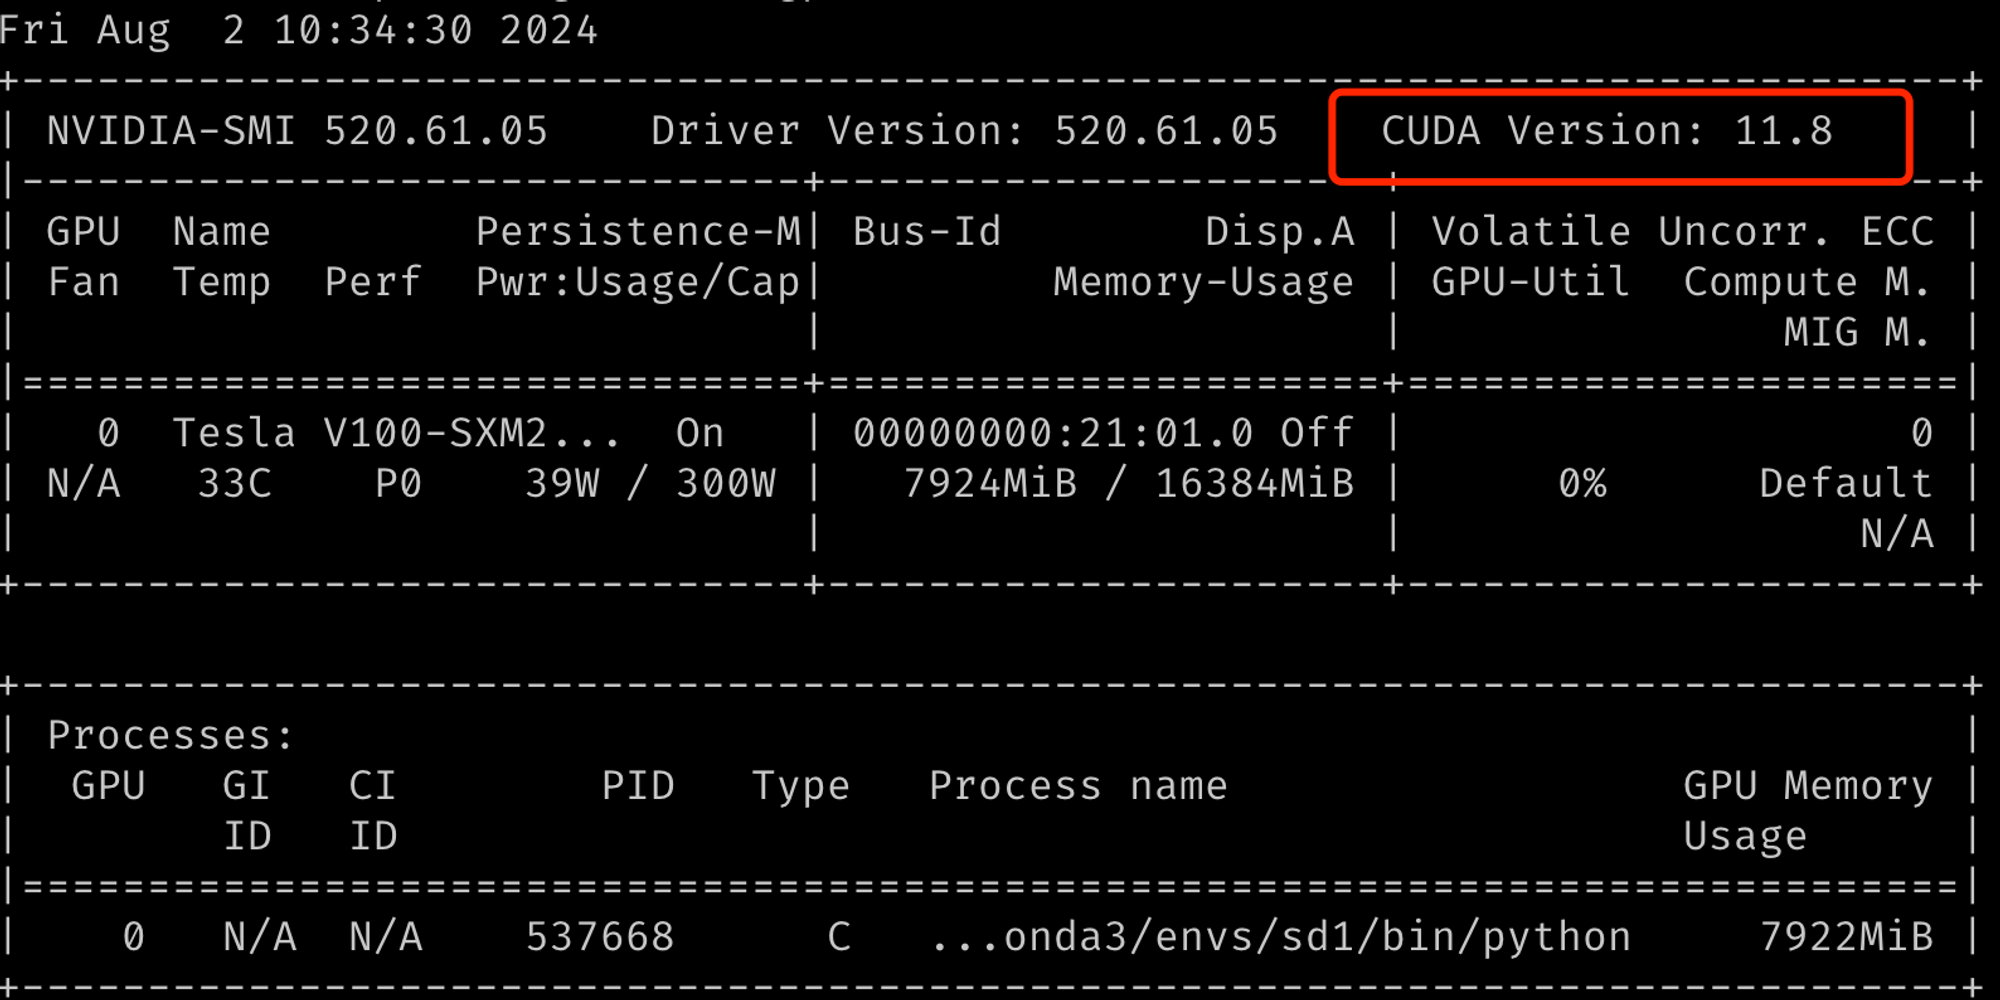 Fri Aug  2 10:34:30 2024
+-----------------------------------------------------------------------------+
| NVIDIA-SMI 520.61.05    Driver Version: 520.61.05    CUDA Version: 11.8     |
|-------------------------------+----------------------+----------------------+
| GPU  Name        Persistence-M| Bus-Id        Disp.A | Volatile Uncorr. ECC |
| Fan  Temp  Perf  Pwr:Usage/Cap|         Memory-Usage | GPU-Util  Compute M. |
|                               |                      |               MIG M. |
|===============================+======================+======================|
|   0  Tesla V100-SXM2...  On   | 00000000:21:01.0 Off |                    0 |
| N/A   33C    P0    39W / 300W |   7924MiB / 16384MiB |      0%      Default |
|                               |                      |                  N/A |
+-------------------------------+----------------------+----------------------+
+-----------------------------------------------------------------------------+
| Processes:                                                                  |
|  GPU   GI   CI        PID   Type   Process name                  GPU Memory |
|        ID   ID                                                   Usage      |
|=============================================================================|
|    0   N/A  N/A    537668      C   ...onda3/envs/sd1/bin/python     7922MiB |
+-----------------------------------------------------------------------------+